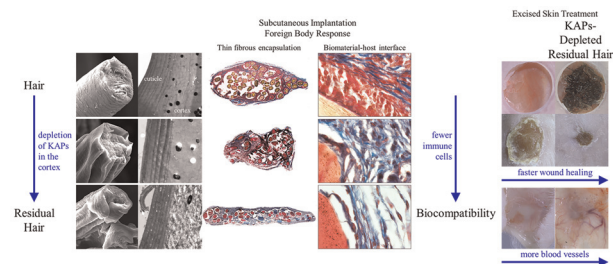 Subcutaneous Implantation
Foreign Body Response
Thin fibrous encapsulation
Biomaterial-host interface
Excised Skin Treatment
KAPs-
Depleted
Residual Hair
Hair
cuticle
cortex
depletion
of KAPs
in the
cortex
fewer
immune
cells
faster wound healing
Residual
Hair
Biocompatibility
more blood vessels